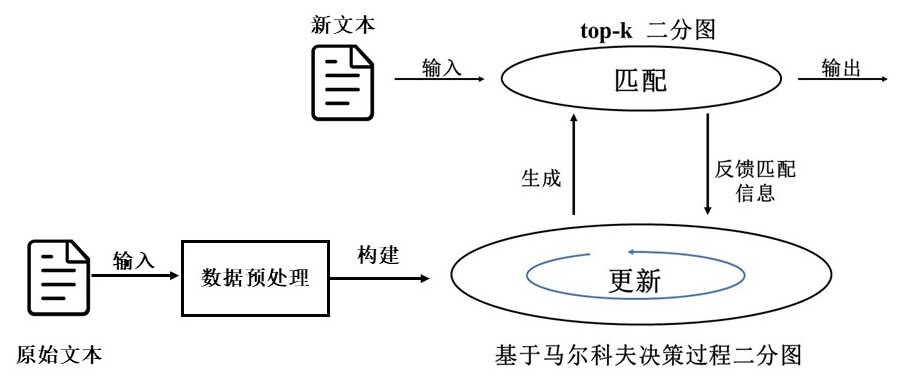 新文本
top-k 二分图
输入
匹配
输出
生成
反馈匹配
信息
输入
数据预处理
构建
更新
原始文本
基于马尔科夫决策过程二分图